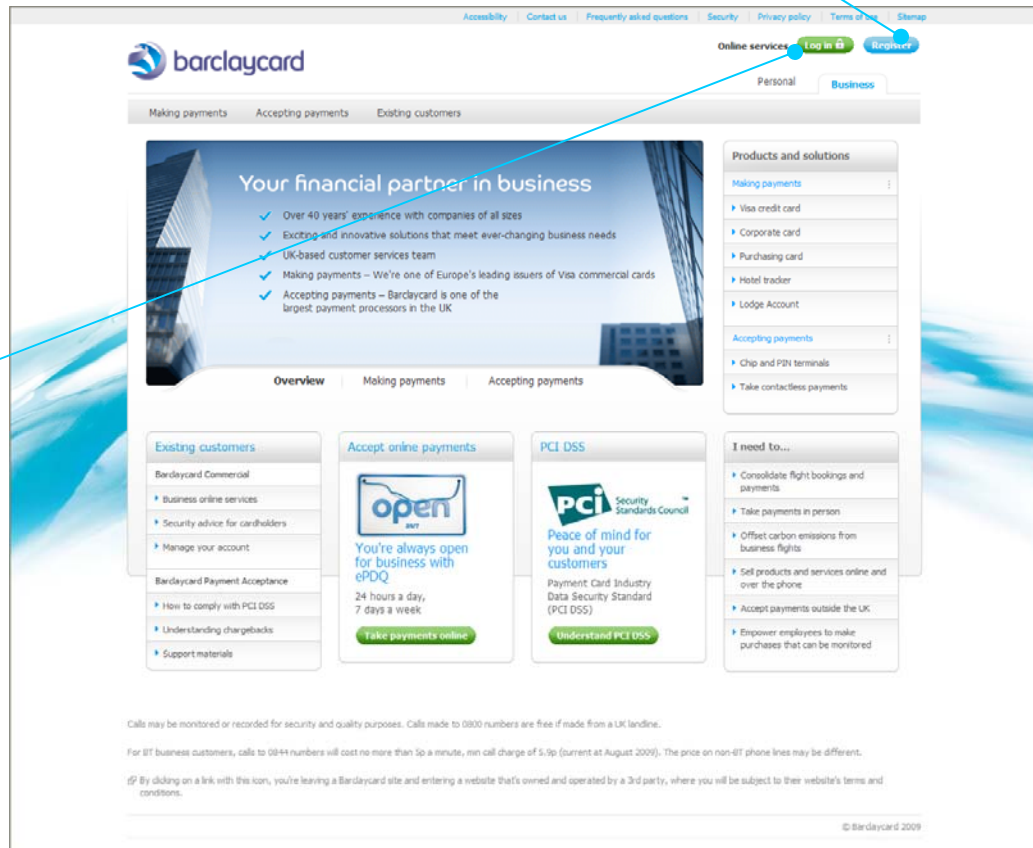 Accessibility Contact us Frequently asked questions Security Privacy policy Terms of use Sitemap
barclaycard
Online services Log in Register
Personal Business
Making payments Accepting payments Existing customers
Your financial partner in business
Over 40 years' experience with companies of all sizes
Exciting and innovative solutions that meet ever-changing business needs
UK-based customer services team
Making payments – We're one of Europe's leading issuers of Visa commercial cards
Accepting payments – Barclaycard is one of the
largest payment processors in the UK
Overview Making payments Accepting payments
Products and solutions
Making payments
Visa credit card
Corporate card
Purchasing card
Hotel tracker
Lodge Account
Accepting payments
Chip and PIN terminals
Take contactless payments
Existing customers
Barclaycard Commercial
Business online services
Security advice for cardholders
Manage your account
Barclaycard Payment Acceptance
How to comply with PCI DSS
Understanding chargebacks
Support materials
Accept online payments
open
24/7
You're always open
for business with
ePDQ
24 hours a day,
7 days a week
Take payments online
PCI DSS
PCI Security
Standards Council
™
Peace of mind for
you and your
customers
Payment Card Industry
Data Security Standard
(PCI DSS)
Understand PCI DSS
I need to...
Consolidate flight bookings and
payments
Take payments in person
Offset carbon emissions from
business flights
Sell products and services online and
over the phone
Accept payments outside the UK
Empower employees to make
purchases that can be monitored
Calls may be monitored or recorded for security and quality purposes. Calls made to 0800 numbers are free if made from a UK landline.
For BT business customers, calls to 0844 numbers will cost no more than 5p a minute, min call charge of 5.9p (current at August 2009). The price on non-BT phone lines may be different.
By clicking on a link with this icon, you're leaving a Barclaycard site and entering a website that's owned and operated by a 3rd party, where you will be subject to their website's terms and
conditions.
© Barclaycard 2009